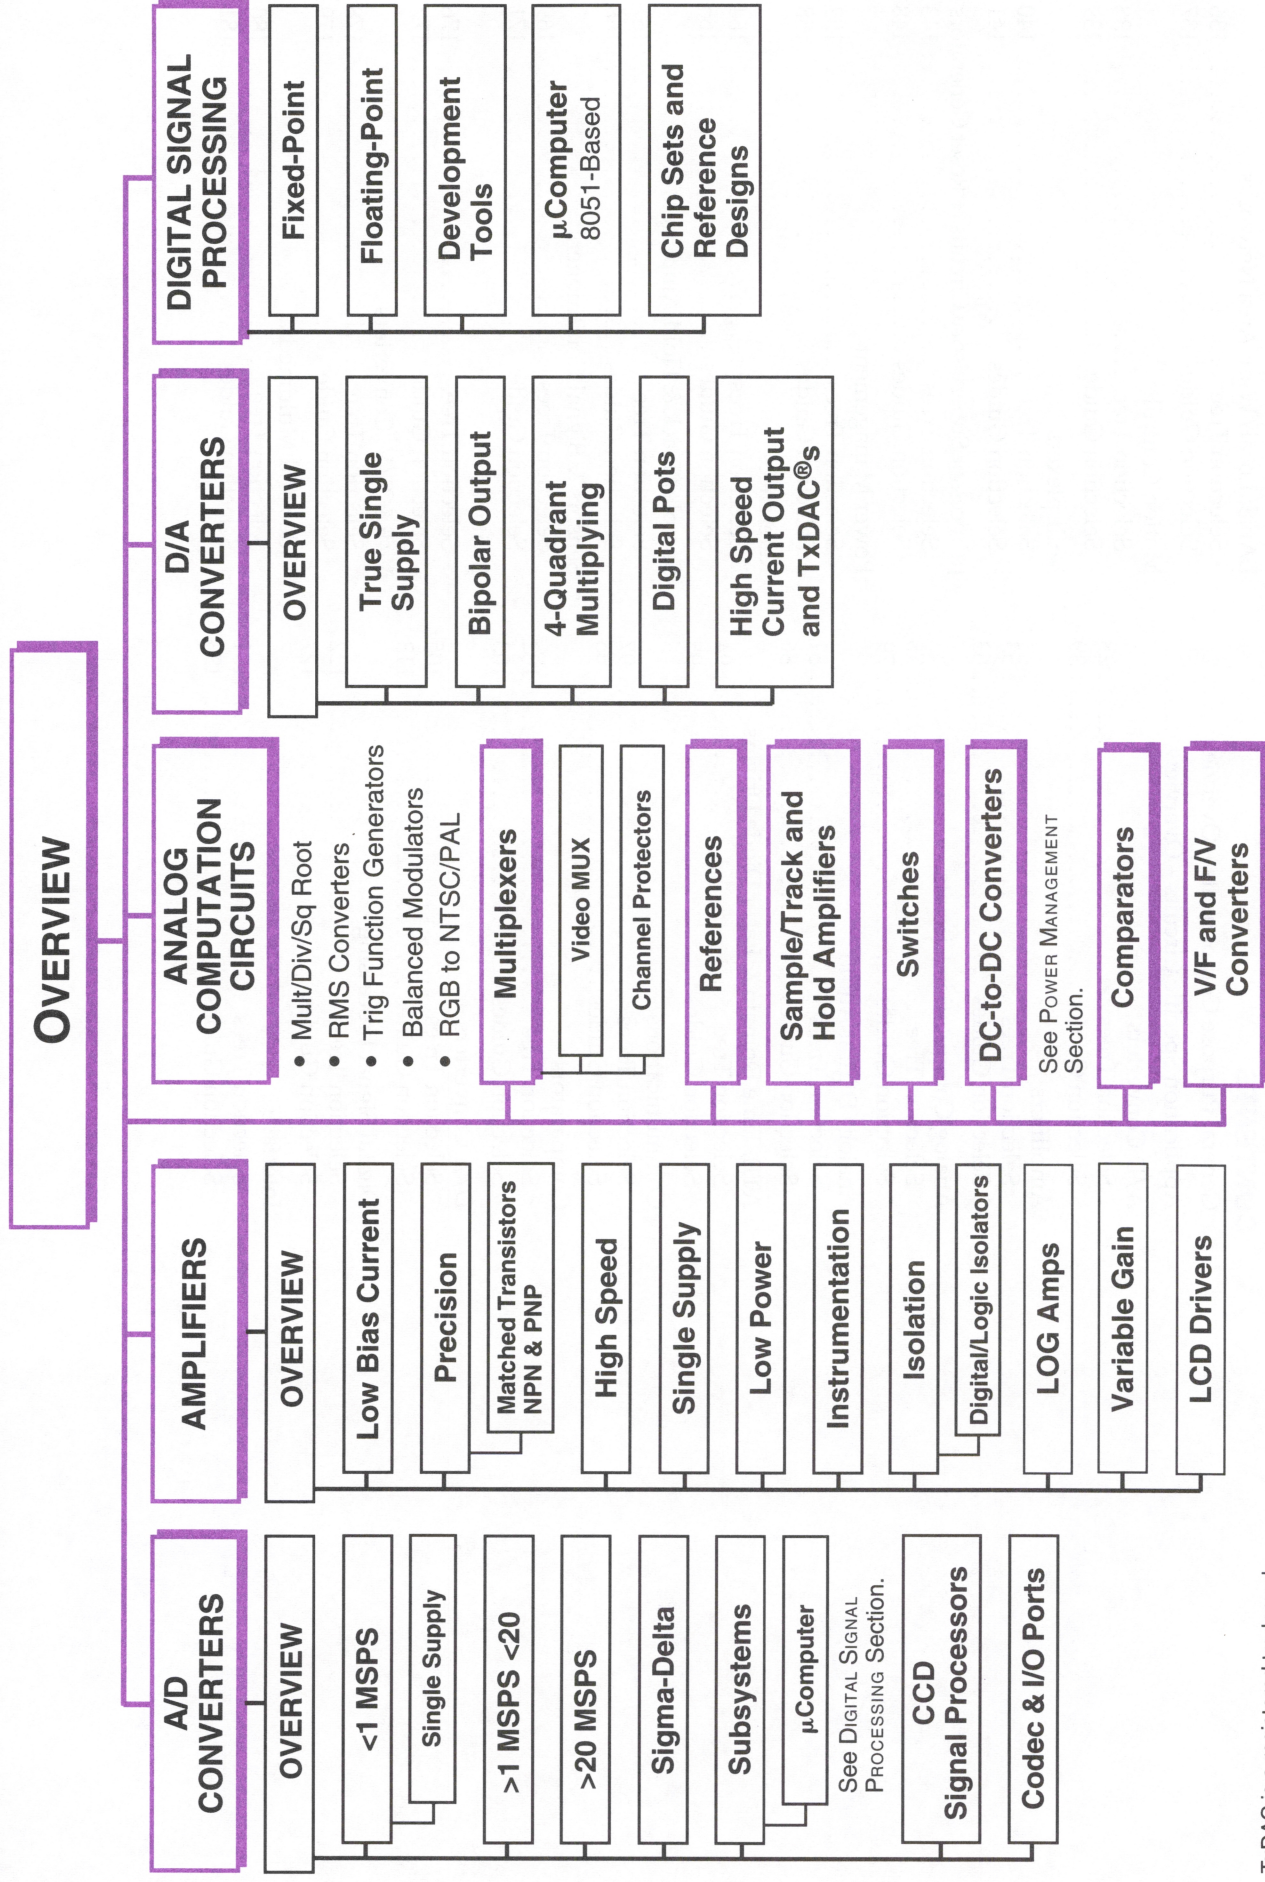 OVERVIEW
A/D
CONVERTERS
OVERVIEW
<1 MSPS
Single Supply
>1 MSPS <20
>20 MSPS
Sigma-Delta
Subsystems
µComputer
SEE DIGITAL SIGNAL
PROCESSING Section.
CCD
Signal Processors
Codec & I/O Ports
AMPLIFIERS
OVERVIEW
Low Bias Current
Precision
Matched Transistors
NPN & PNP
High Speed
Single Supply
Low Power
Instrumentation
Isolation
Digital/Logic Isolators
LOG Amps
Variable Gain
LCD Drivers
ANALOG
COMPUTATION
CIRCUITS
• Mult/Div/Sq Root
• RMS Converters
• Trig Function Generators
• Balanced Modulators
• RGB to NTSC/PAL
Multiplexers
Video MUX
Channel Protectors
References
Sample/Track and
Hold Amplifiers
Switches
DC-to-DC Converters
SEE POWER MANAGEMENT
Section.
Comparators
V/F and F/V
Converters
D/A
CONVERTERS
OVERVIEW
True Single
Supply
Bipolar Output
4-Quadrant
Multiplying
Digital Pots
High Speed
Current Output
and TxDAC®s
DIGITAL SIGNAL
PROCESSING
Fixed-Point
Floating-Point
Development
Tools
µComputer
8051-Based
Chip Sets and
Reference
Designs